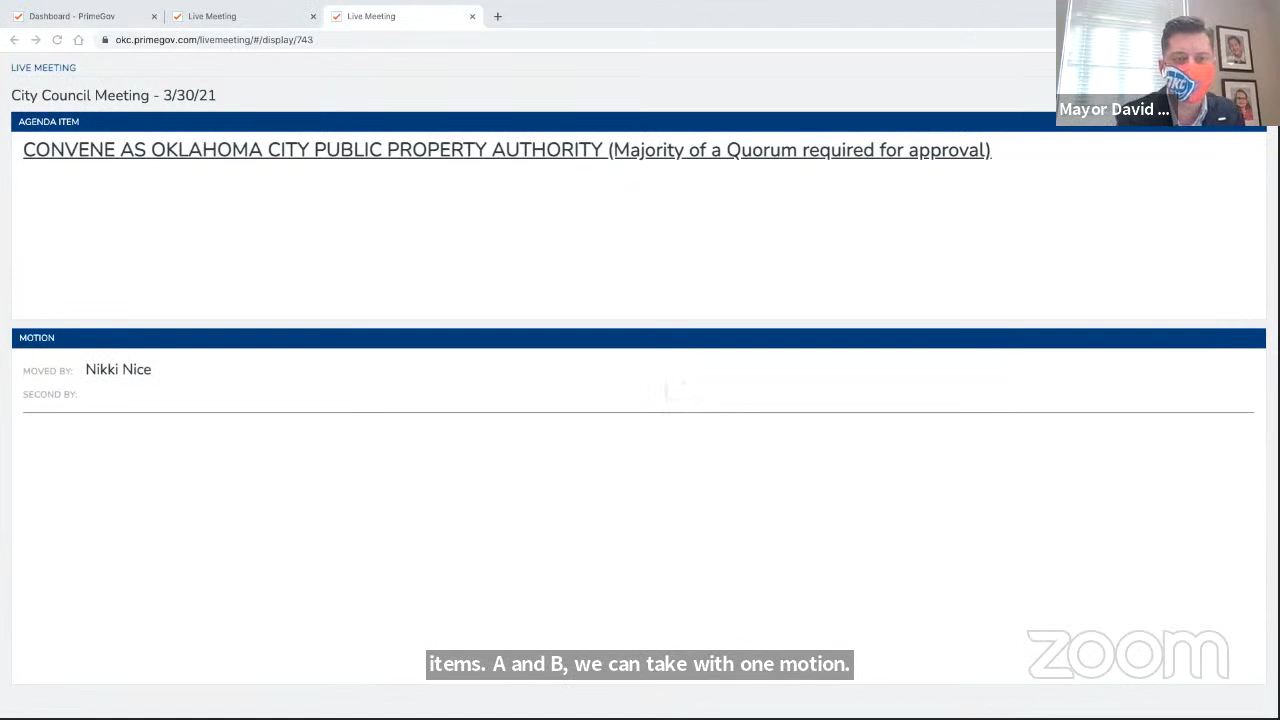 Dashboard - PrimeGov
Live Meeting
Live Meeting
okc.primegov.com/meeting/display/743
LIVE MEETING
City Council Meeting - 3/30/2
Mayor David ...
AGENDA ITEM
CONVENE AS OKLAHOMA CITY PUBLIC PROPERTY AUTHORITY (Majority of a Quorum required for approval)
MOTION
MOVED BY: Nikki Nice
SECOND BY:
items. A and B, we can take with one motion.
zoom